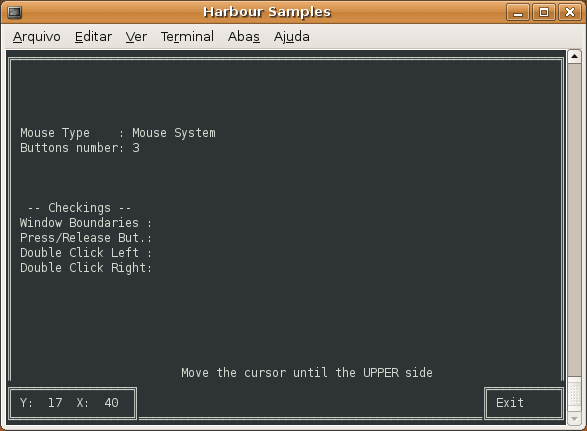 Harbour Samples
Arquivo Editar Ver Terminal Abas Ajuda
Mouse Type    : Mouse System
Buttons number: 3
-- Checkings --
Window Boundaries :
Press/Release But.:
Double Click Left :
Double Click Right:
Move the cursor until the UPPER side
Y:  17  X:  40
Exit